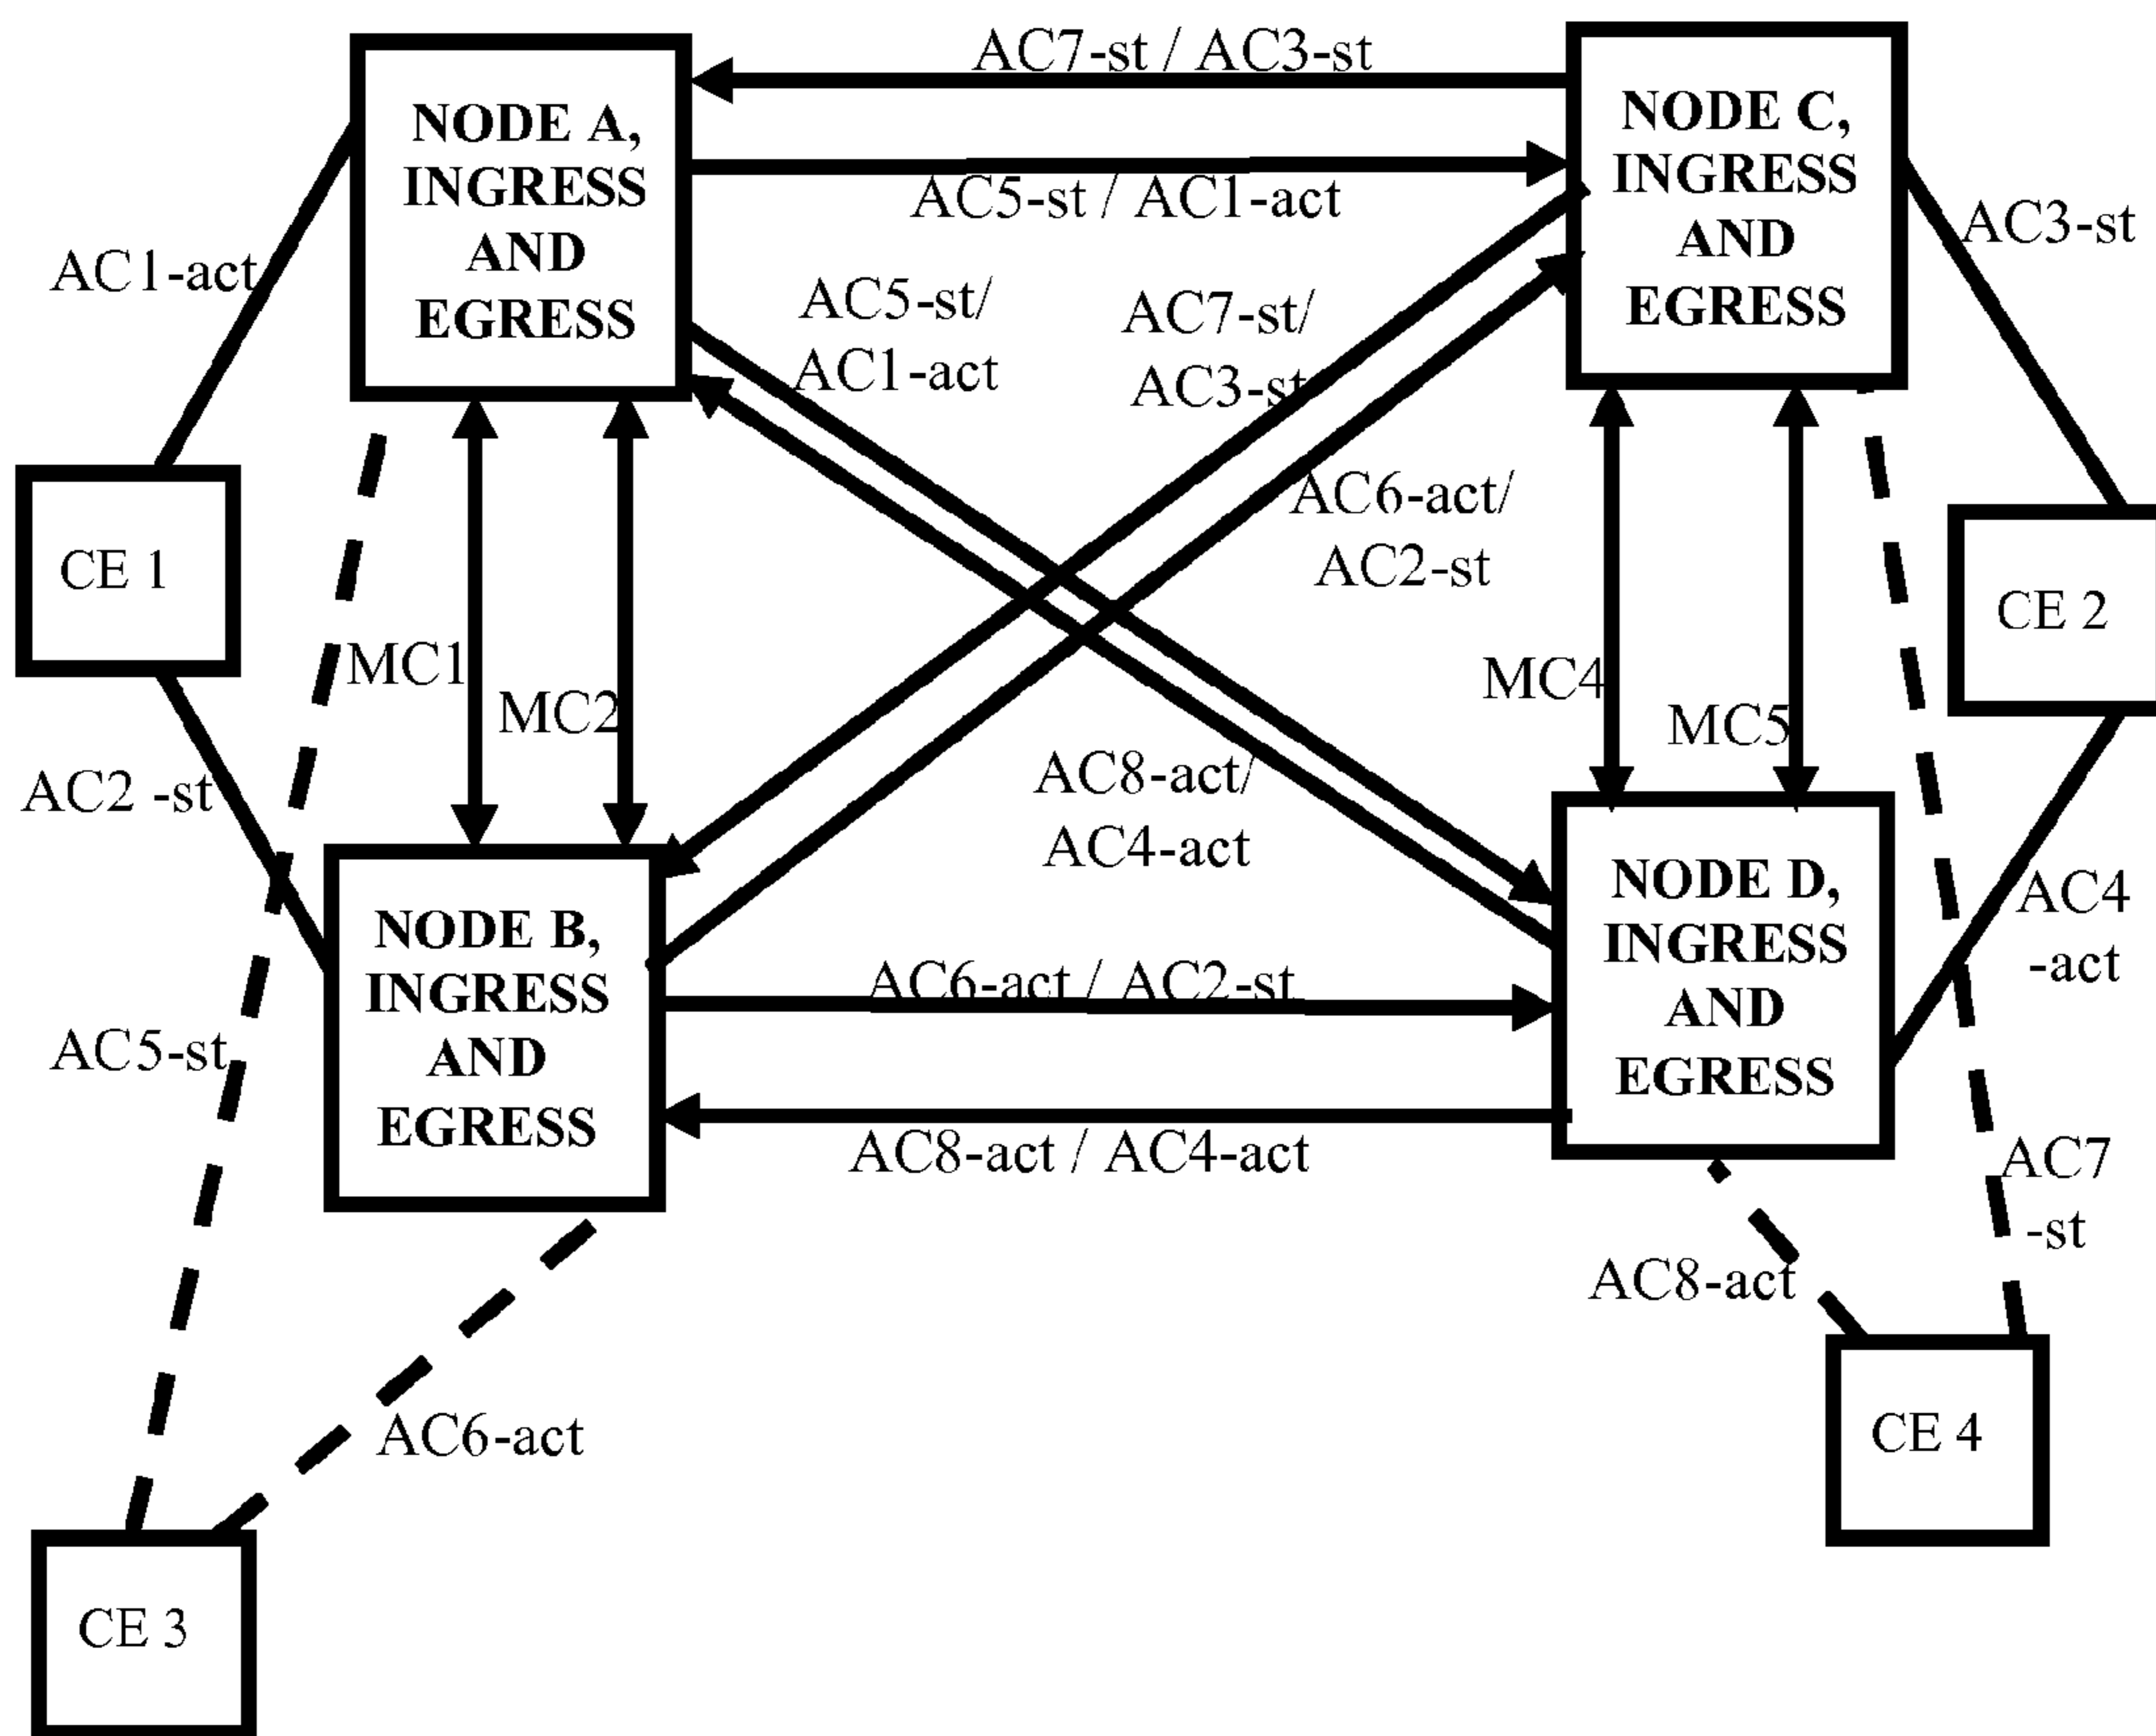 AC7-st / AC3-st
NODE A,
INGRESS
AND
EGRESS
NODE C,
INGRESS
AND
EGRESS
AC5-st / AC1-act
AC3-st
AC1-act
AC5-st/
AC1-act
AC7-st/
AC3-st
AC6-act/
AC2-st
CE 1
CE 2
MC1
MC2
MC4
MC5
AC2 -st
AC8-act/
AC4-act
NODE B,
INGRESS
AND
EGRESS
NODE D,
INGRESS
AND
EGRESS
AC4
-act
AC6-act / AC2-st
AC5-st
AC8-act / AC4-act
AC7
-st
AC8-act
AC6-act
CE 4
CE 3